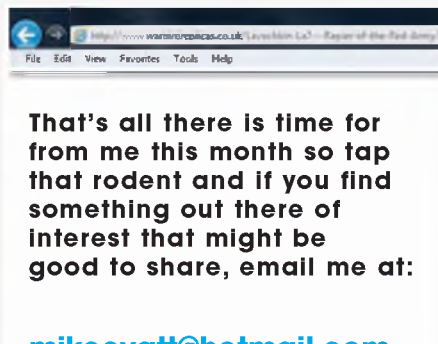 File Edit View Favorites Tools Help
That's all there is time for
from me this month so tap
that rodent and if you find
something out there of
interest that might be
good to share, email me at: